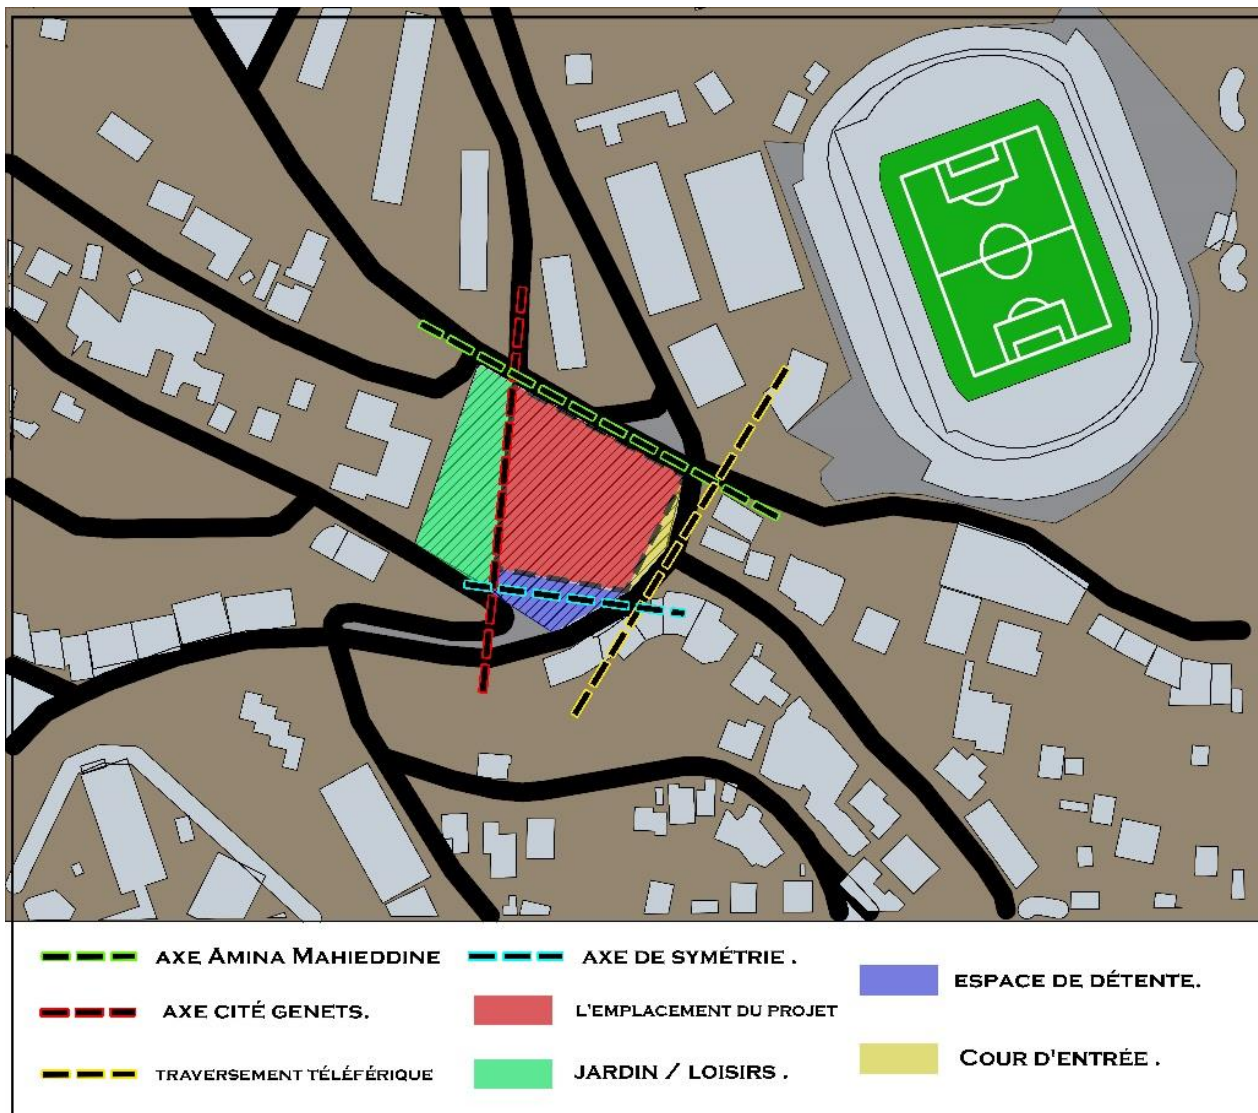 AXE AMINA MAHIEDDINE
AXE CITÉ GENETS.
TRAVERSEMENT TÉLÉFÉRIQUE
AXE DE SYMÉTRIE .
L'EMPLACEMENT DU PROJET
JARDIN / LOISIRS .
ESPACE DE DÉTENTE.
COUR D'ENTRÉE .